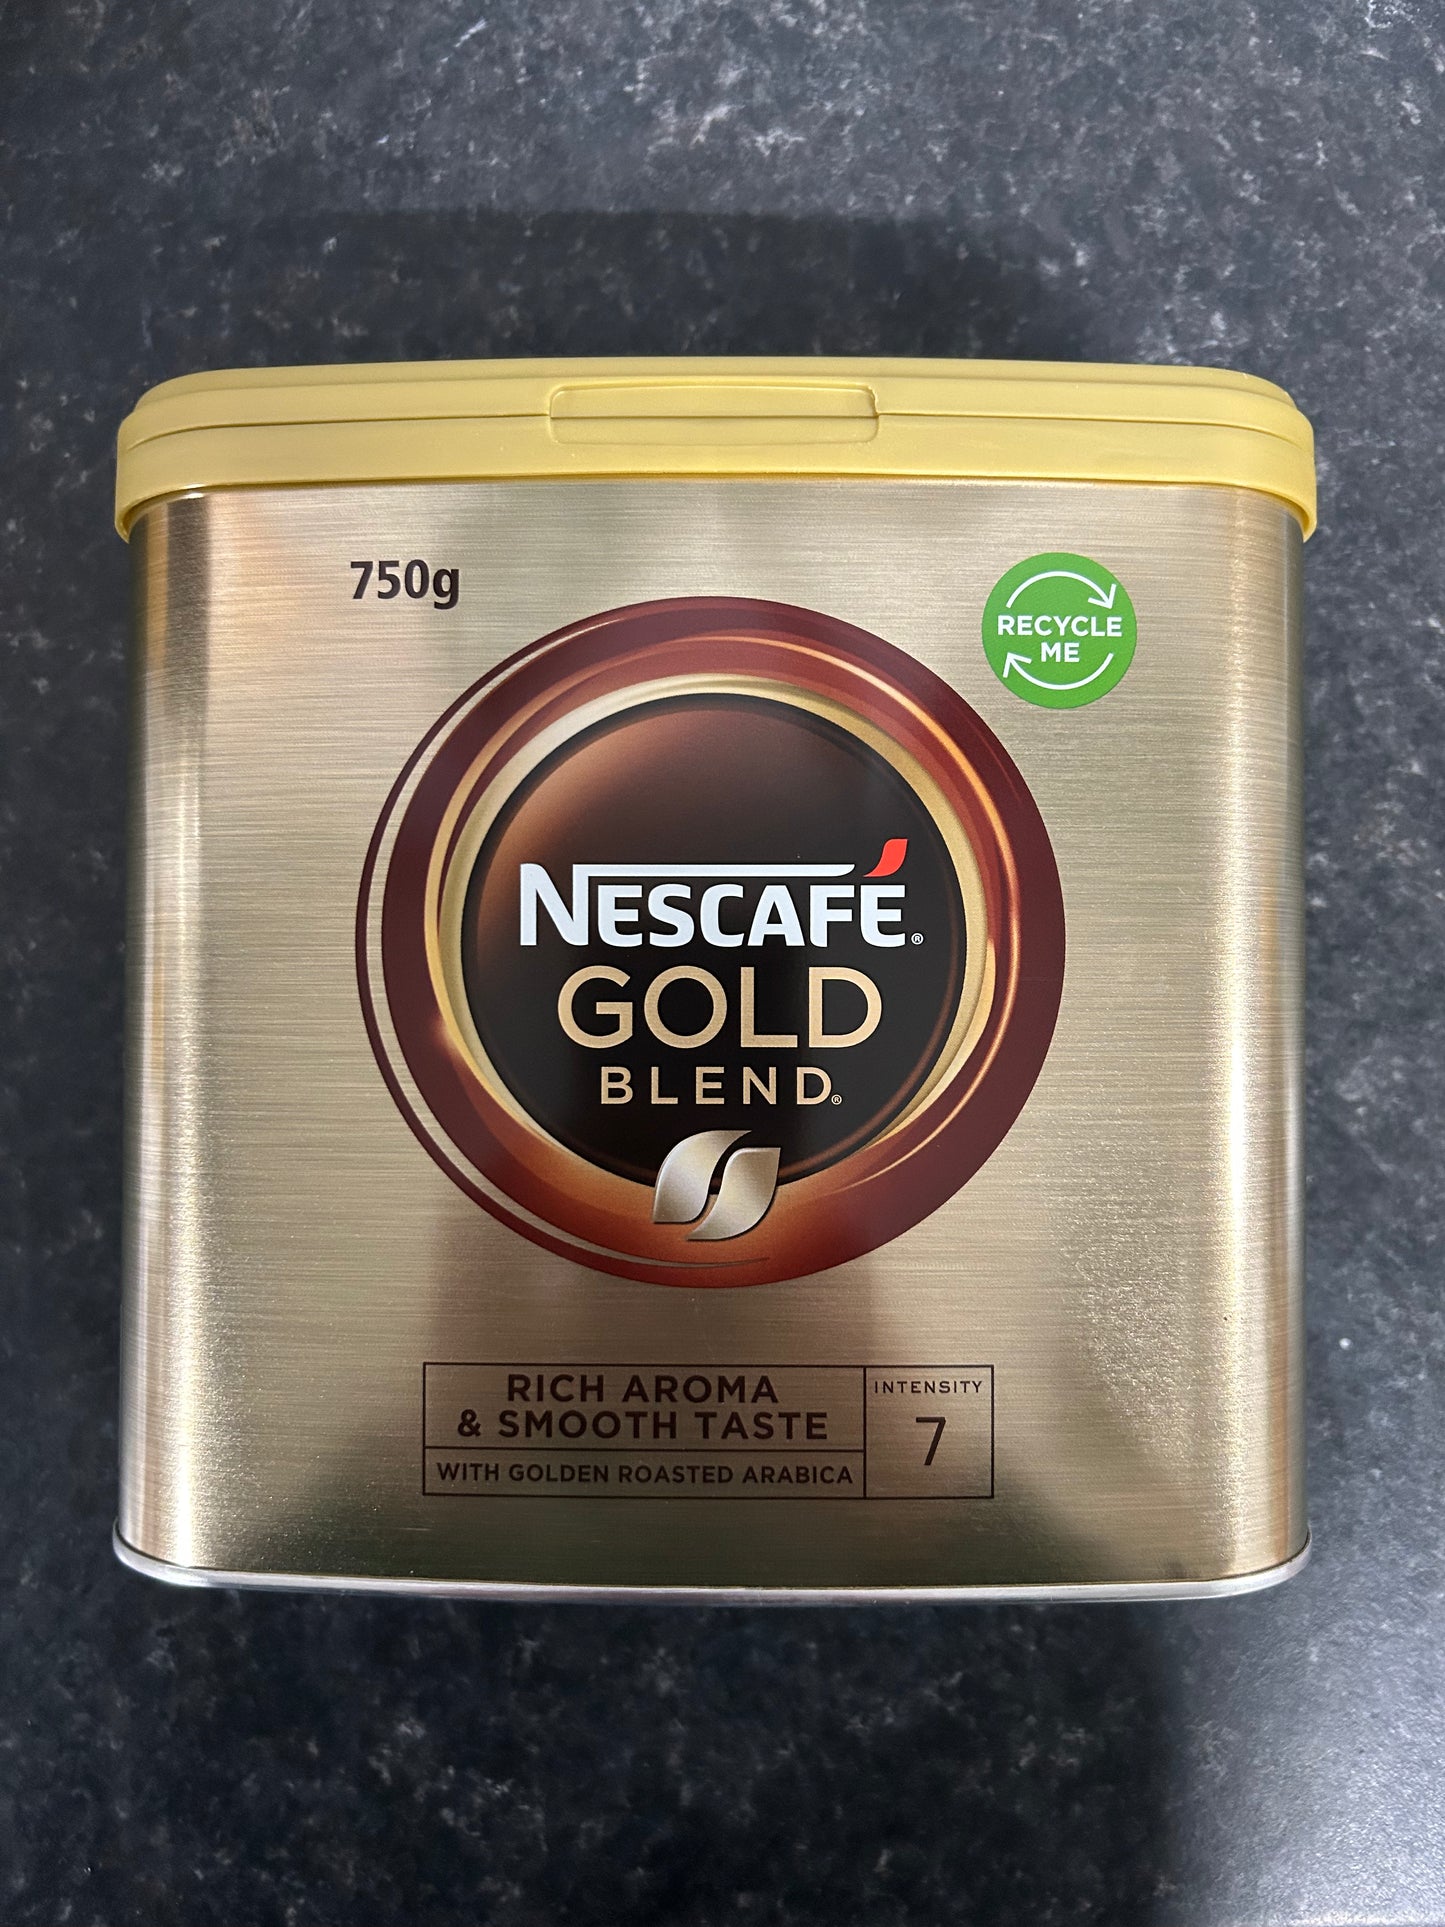 750g
RECYCLE
ME
NESCAFÉ®
GOLD
BLEND®
RICH AROMA
& SMOOTH TASTE
WITH GOLDEN ROASTED ARABICA
INTENSITY
7